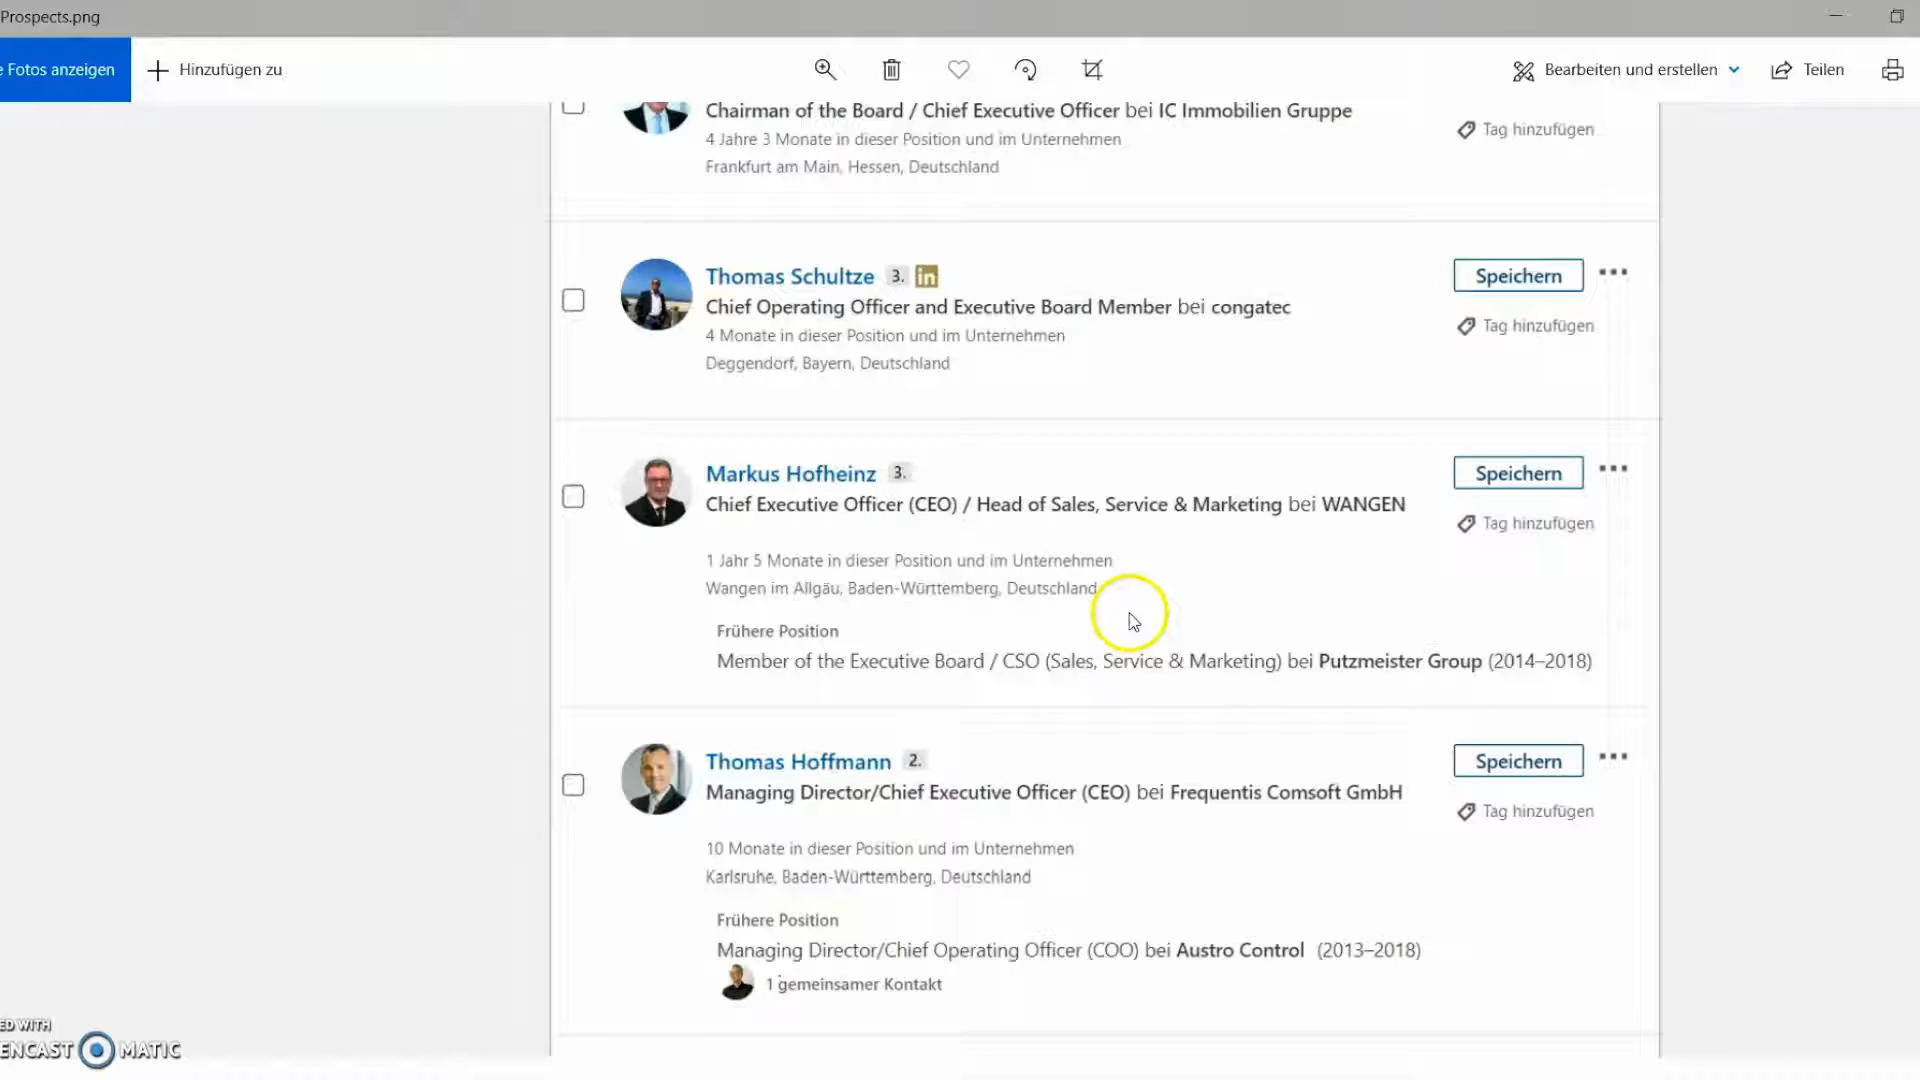 Prospects.png
e Fotos anzeigen
Hinzufügen zu
Bearbeiten und erstellen
Teilen
Chairman of the Board / Chief Executive Officer bei IC Immobilien Gruppe
4 Jahre 3 Monate in dieser Position und im Unternehmen
Tag hinzufügen
Frankfurt am Main, Hessen, Deutschland
Thomas Schultze 3. in
Speichern
Chief Operating Officer and Executive Board Member bei congatec
4 Monate in dieser Position und im Unternehmen
Tag hinzufügen
Deggendorf, Bayern, Deutschland
Markus Hofheinz 3.
Speichern
Chief Executive Officer (CEO) / Head of Sales, Service & Marketing bei WANGEN
Tag hinzufügen
1 Jahr 5 Monate in dieser Position und im Unternehmen
Wangen im Allgäu, Baden-Württemberg, Deutschland
Frühere Position
Member of the Executive Board / CSO (Sales, Service & Marketing) bei Putzmeister Group (2014–2018)
Thomas Hoffmann 2.
Speichern
Managing Director/Chief Executive Officer (CEO) bei Frequentis Comsoft GmbH
Tag hinzufügen
10 Monate in dieser Position und im Unternehmen
Karlsruhe, Baden-Württemberg, Deutschland
Frühere Position
Managing Director/Chief Operating Officer (COO) bei Austro Control (2013–2018)
1 gemeinsamer Kontakt
ED WITH
ENCAST MATIC